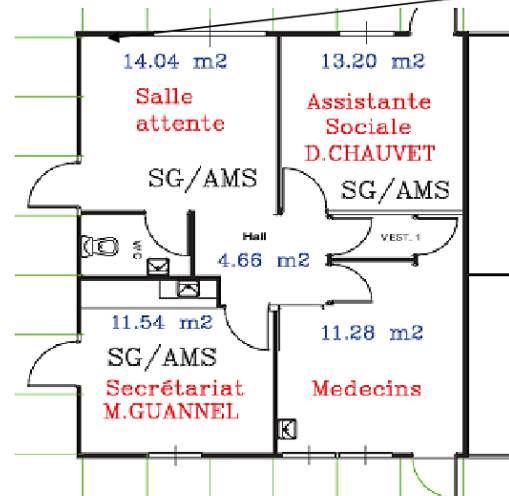 14.04 m2
Salle
attente
SG/AMS
13.20 m2
Assistante
Sociale
D.CHAUVET
SG/AMS
WC
Hall
4.66 m2
VEST. 1
11.54 m2
SG/AMS
Secrétariat
M.GUANNEL
11.28 m2
Medecins